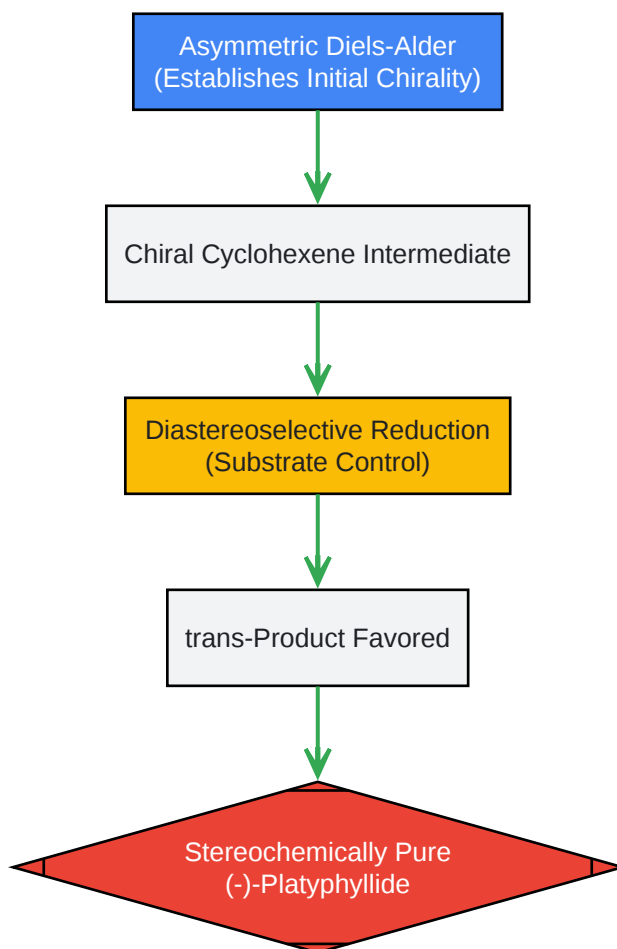 Asymmetric Diels-Alder
(Establishes Initial Chirality)
Chiral Cyclohexene Intermediate
Diastereoselective Reduction
(Substrate Control)
trans-Product Favored
Stereochemically Pure
(-)-Platyphyllide